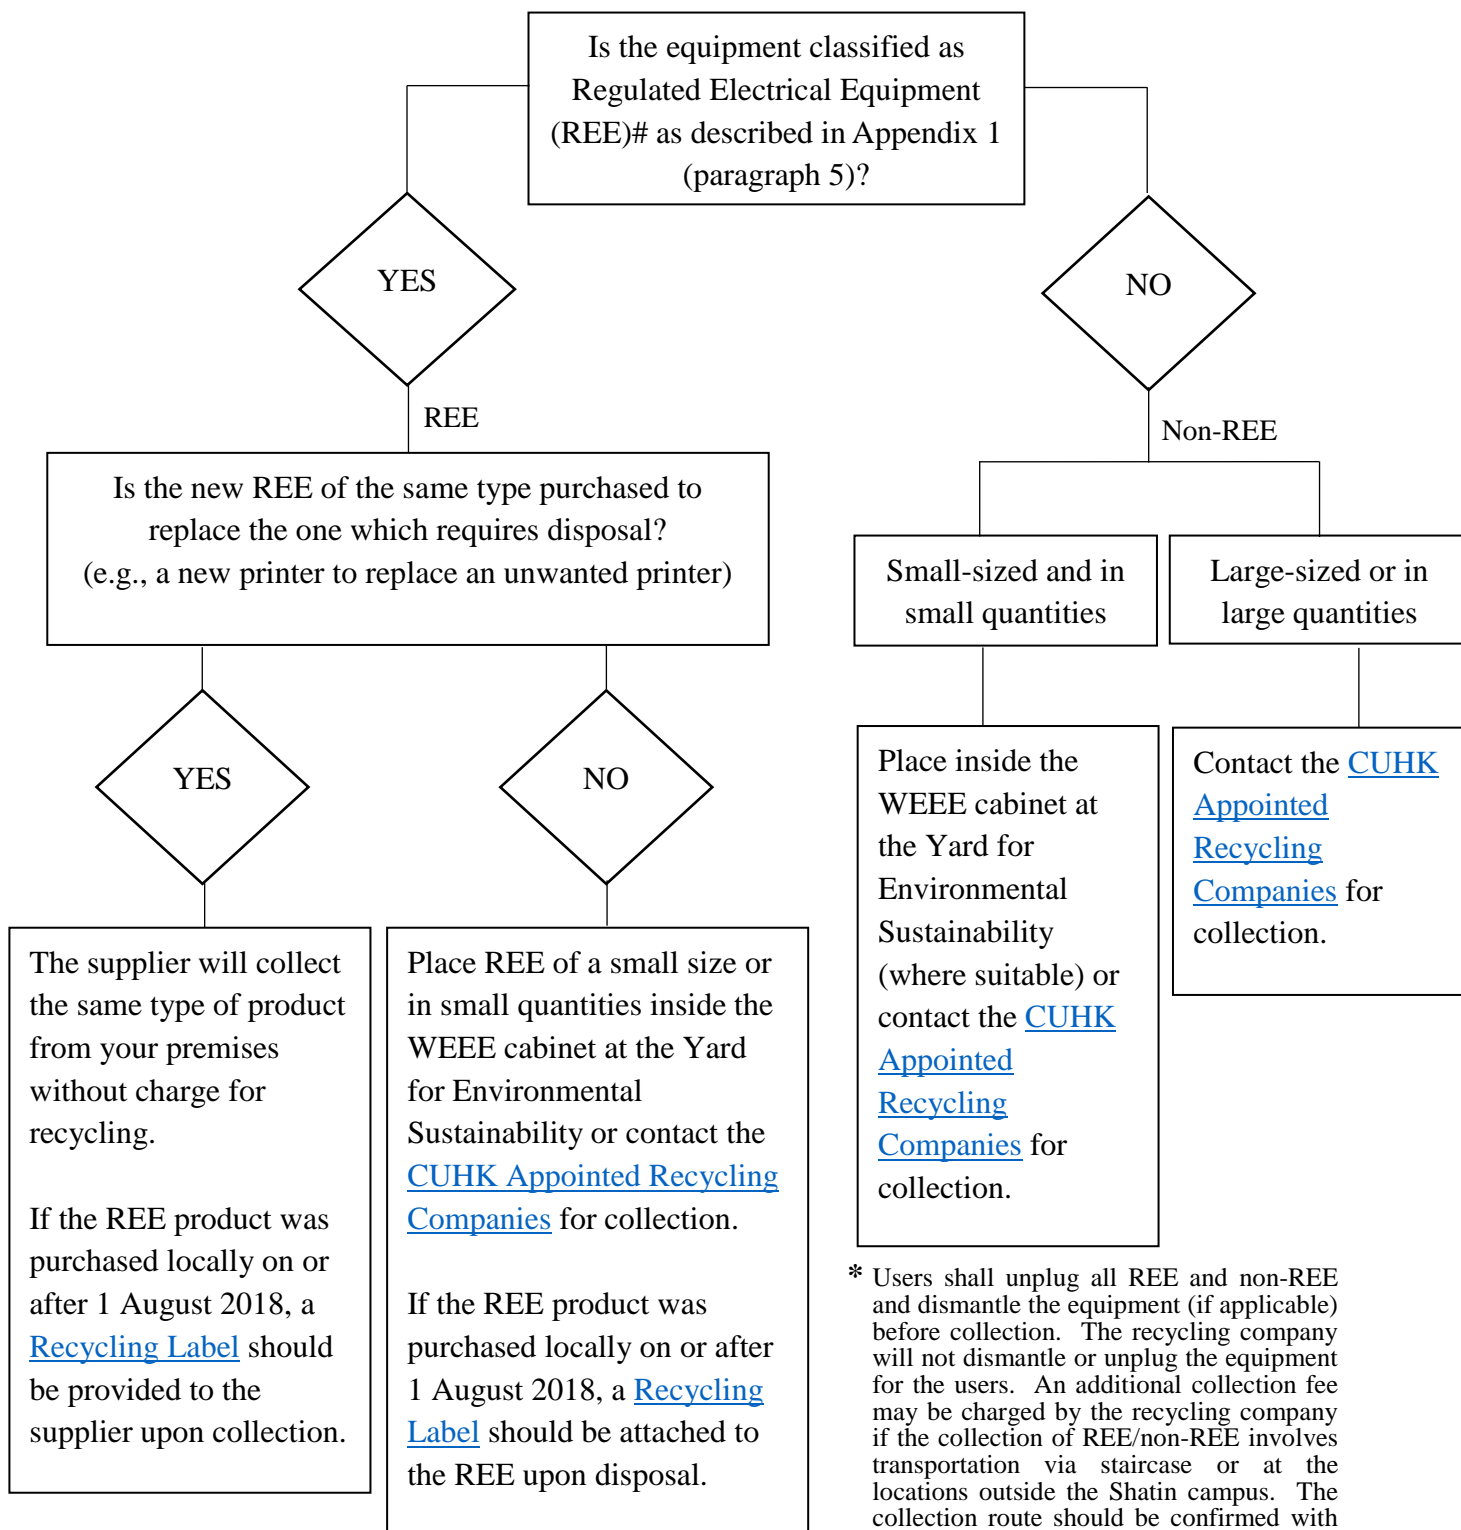 Is the equipment classified as
Regulated Electrical Equipment
(REE)# as described in Appendix 1
(paragraph 5)?
YES
NO
REE
Non-REE
Is the new REE of the same type purchased to
replace the one which requires disposal?
(e.g., a new printer to replace an unwanted printer)
Small-sized and in
small quantities
Large-sized or in
large quantities
YES
NO
Place inside the
WEEE cabinet at
the Yard for
Environmental
Sustainability
(where suitable) or
contact the CUHK
Appointed
Recycling
Companies for
collection.
Contact the CUHK
Appointed
Recycling
Companies for
collection.
The supplier will collect
the same type of product
from your premises
without charge for
recycling.
If the REE product was
purchased locally on or
after 1 August 2018, a
Recycling Label should
be provided to the
supplier upon collection.
Place REE of a small size or
in small quantities inside the
WEEE cabinet at the Yard
for Environmental
Sustainability or contact the
CUHK Appointed Recycling
Companies for collection.
If the REE product was
purchased locally on or after
1 August 2018, a Recycling
Label should be attached to
the REE upon disposal.
* Users shall unplug all REE and non-REE
and dismantle the equipment (if applicable)
before collection. The recycling company
will not dismantle or unplug the equipment
for the users. An additional collection fee
may be charged by the recycling company
if the collection of REE/non-REE involves
transportation via staircase or at the
locations outside the Shatin campus. The
collection route should be confirmed with